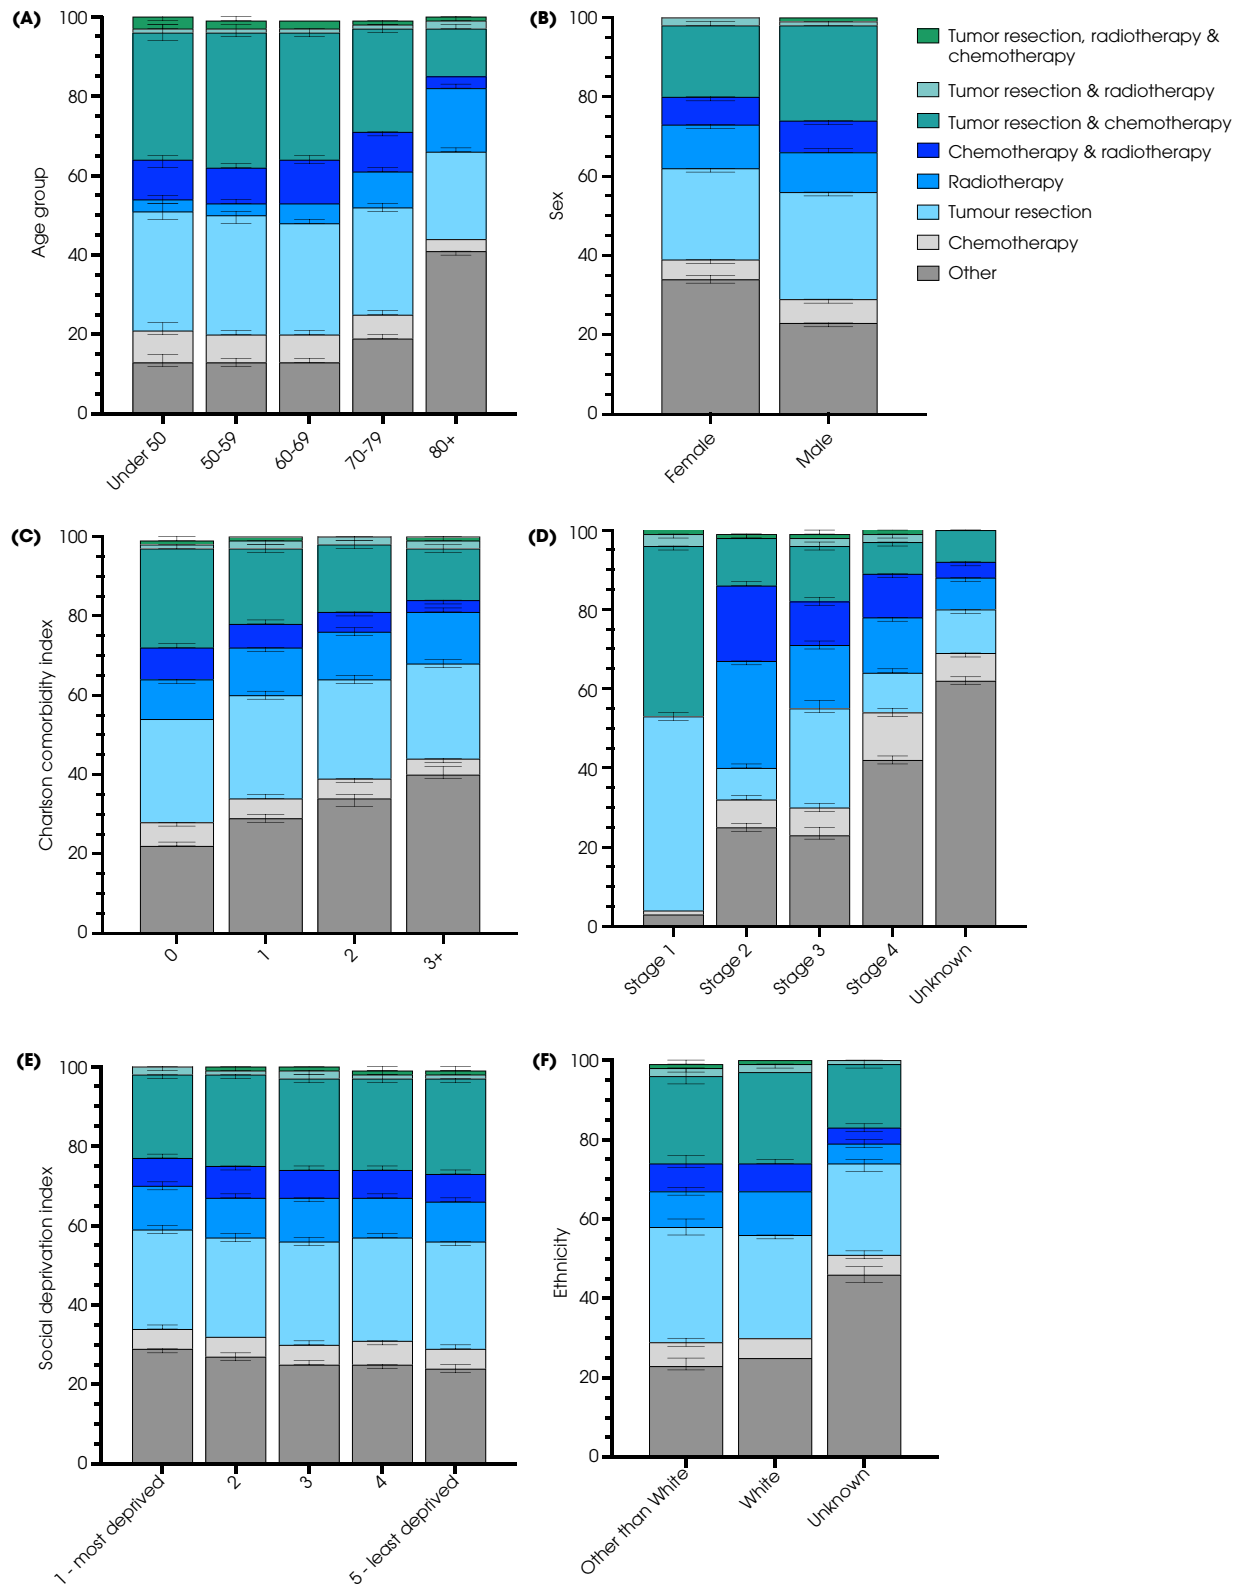 (A)
Age group
100
80
60
40
20
0
Under 50
50-59
60-69
70-79
80+
(B)
Sex
100
80
60
40
20
0
Female
Male
Tumor resection, radiotherapy &
chemotherapy
Tumor resection & radiotherapy
Tumor resection & chemotherapy
Chemotherapy & radiotherapy
Radiotherapy
Tumour resection
Chemotherapy
Other
(C)
Charlson comorbidity index
100
80
60
40
20
0
0
1
2
3+
(D)
100
80
60
40
20
0
Stage 1
Stage 2
Stage 3
Stage 4
Unknown
(E)
Social deprivation index
100
80
60
40
20
0
1 - most deprived
2
3
4
5 - least deprived
(F)
Ethnicity
100
80
60
40
20
0
Other than White
White
Unknown